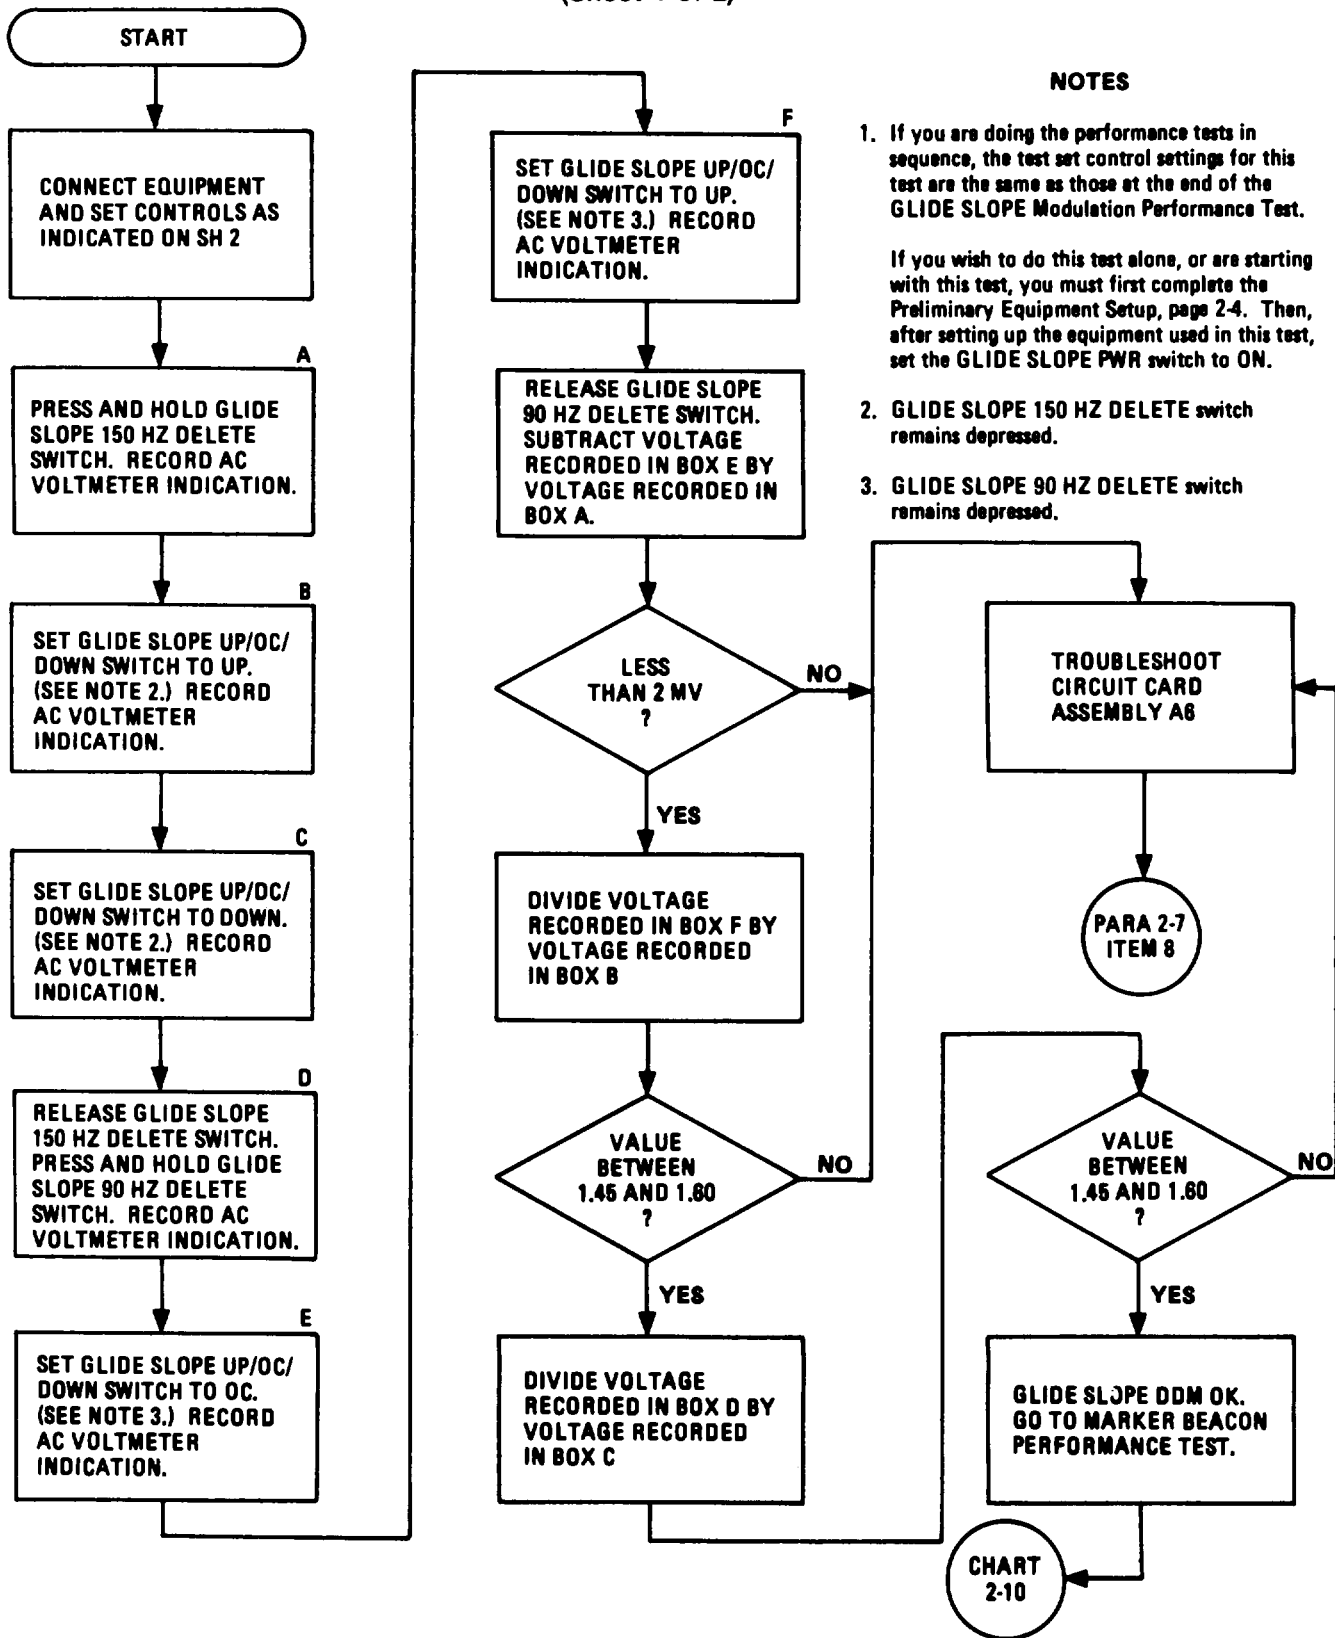 START
CONNECT EQUIPMENT
AND SET CONTROLS AS
INDICATED ON SH 2
A
PRESS AND HOLD GLIDE
SLOPE 150 HZ DELETE
SWITCH. RECORD AC
VOLTMETER INDICATION.
B
SET GLIDE SLOPE UP/OC/
DOWN SWITCH TO UP.
(SEE NOTE 2.) RECORD
AC VOLTMETER
INDICATION.
C
SET GLIDE SLOPE UP/OC/
DOWN SWITCH TO DOWN.
(SEE NOTE 2.) RECORD
AC VOLTMETER
INDICATION.
D
RELEASE GLIDE SLOPE
150 HZ DELETE SWITCH.
PRESS AND HOLD GLIDE
SLOPE 90 HZ DELETE
SWITCH. RECORD AC
VOLTMETER INDICATION.
E
SET GLIDE SLOPE UP/OC/
DOWN SWITCH TO OC.
(SEE NOTE 3.) RECORD
AC VOLTMETER
INDICATION.
F
SET GLIDE SLOPE UP/OC/
DOWN SWITCH TO UP.
(SEE NOTE 3.) RECORD
AC VOLTMETER
INDICATION.
RELEASE GLIDE SLOPE
90 HZ DELETE SWITCH.
SUBTRACT VOLTAGE
RECORDED IN BOX E BY
VOLTAGE RECORDED IN
BOX A.
LESS
THAN 2 MV
?
NO
YES
DIVIDE VOLTAGE
RECORDED IN BOX F BY
VOLTAGE RECORDED
IN BOX B
VALUE
BETWEEN
1.45 AND 1.60
?
NO
YES
DIVIDE VOLTAGE
RECORDED IN BOX D BY
VOLTAGE RECORDED
IN BOX C
NOTES
1. If you are doing the performance tests in
sequence, the test set control settings for this
test are the same as those at the end of the
GLIDE SLOPE Modulation Performance Test.
If you wish to do this test alone, or are starting
with this test, you must first complete the
Preliminary Equipment Setup, page 2-4. Then,
after setting up the equipment used in this test,
set the GLIDE SLOPE PWR switch to ON.
2. GLIDE SLOPE 150 HZ DELETE switch
remains depressed.
3. GLIDE SLOPE 90 HZ DELETE switch
remains depressed.
TROUBLESHOOT
CIRCUIT CARD
ASSEMBLY A6
PARA 2-7
ITEM 8
VALUE
BETWEEN
1.45 AND 1.60
?
NO
YES
GLIDE SLOPE DDM OK.
GO TO MARKER BEACON
PERFORMANCE TEST.
CHART
2-10